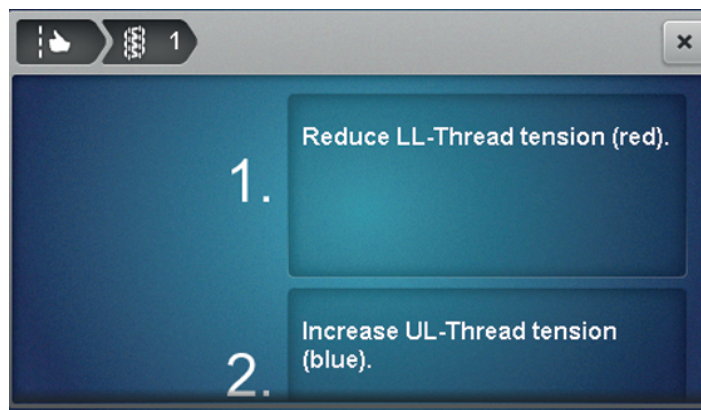 1
1.
Reduce LL-Thread tension (red).
2.
Increase UL-Thread tension
(blue).